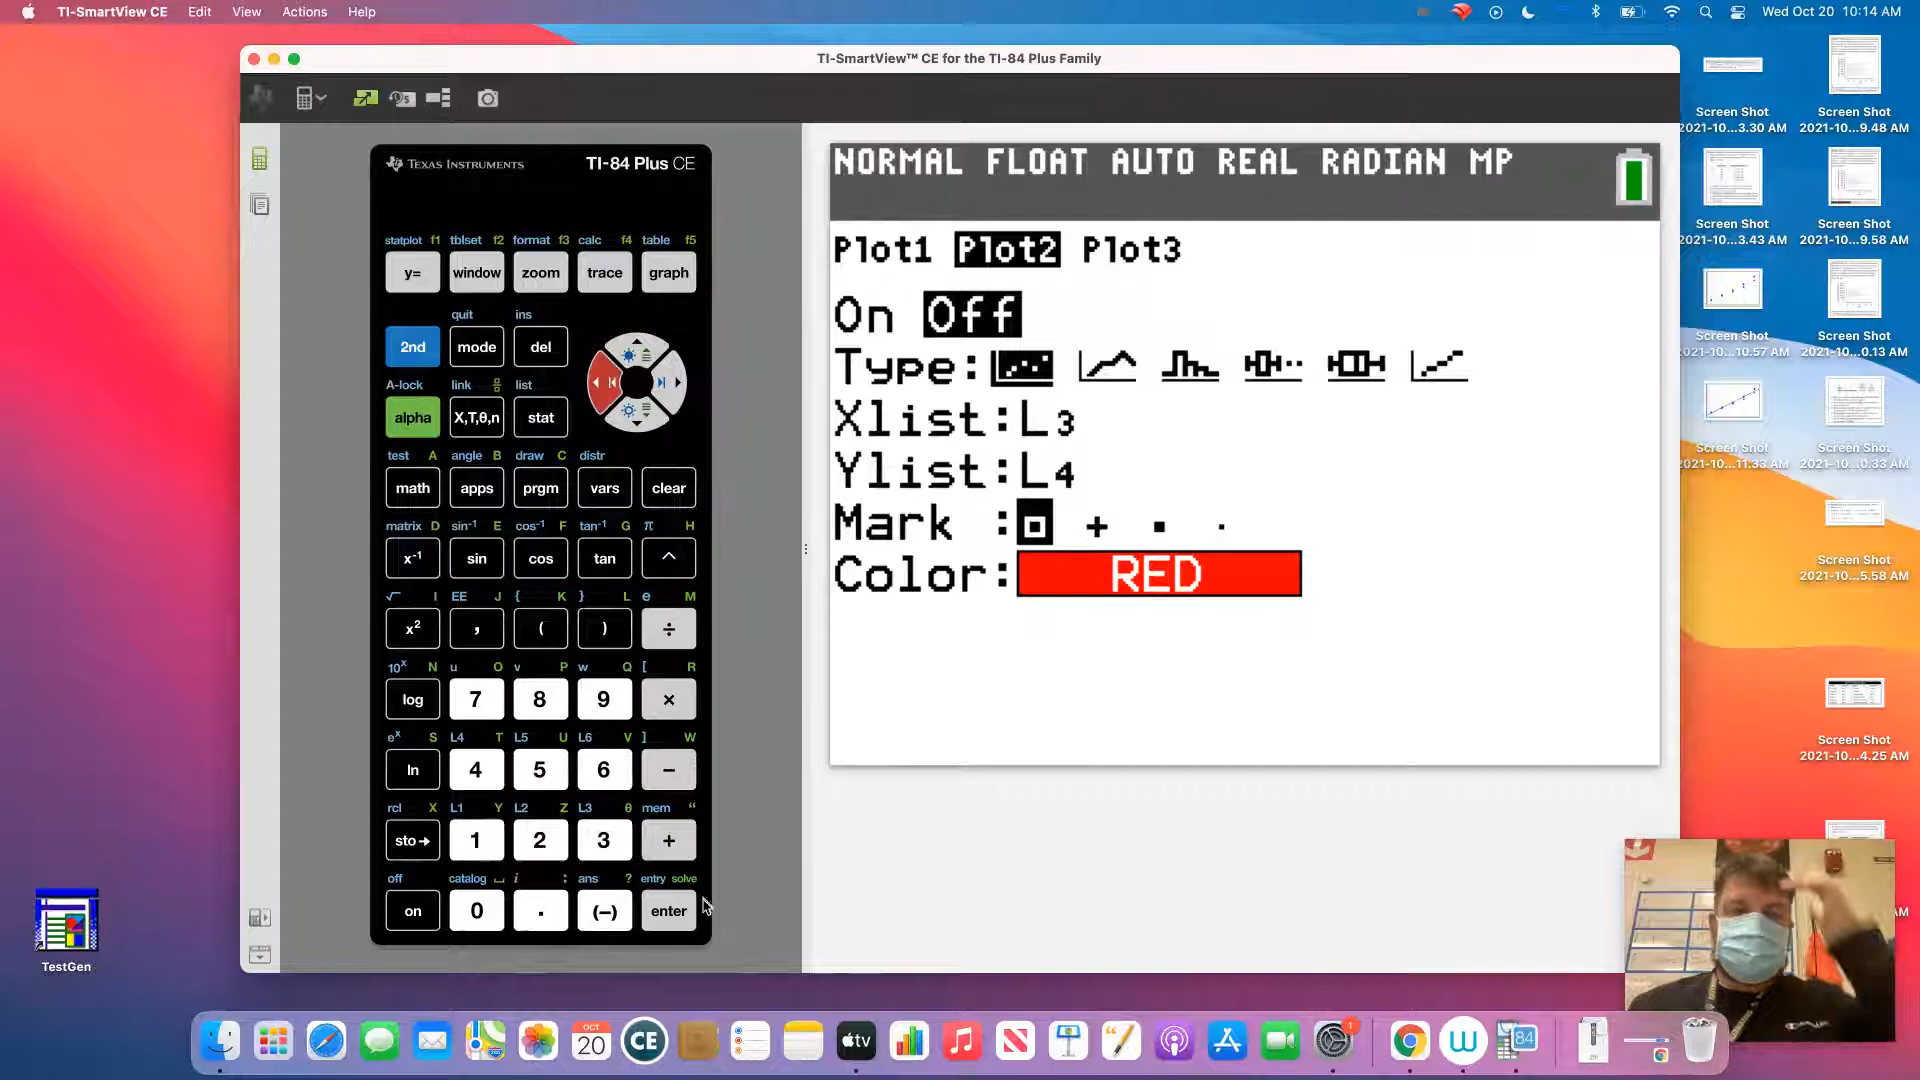 TI-SmartView CE Edit View Actions Help Wed Oct 20 10:14 AM
TI-SmartView™ CE for the TI-84 Plus Family
TEXAS INSTRUMENTS TI-84 Plus CE
statplot f1 tblset f2 format f3 calc f4 table f5
y= window zoom trace graph
quit ins
2nd mode del
A-lock link list
alpha X,T,θ,n stat
test A angle B draw C distr
math apps prgm vars clear
matrix D sin⁻¹ E cos⁻¹ F tan⁻¹ G π H
x⁻¹ sin cos tan ^
√ I EE J { K } L e M
x² , ( ) ÷
10ˣ N u O v P w Q [ R
log 7 8 9 ×
eˣ S L4 T L5 U L6 V ] W
ln 4 5 6 −
rcl X L1 Y L2 Z L3 θ mem “
sto→ 1 2 3 +
off catalog i : ans ? entry solve
on 0 . (−) enter
NORMAL FLOAT AUTO REAL RADIAN MP
Plot1 Plot2 Plot3
On Off
Type:
Xlist:L3
Ylist:L4
Mark :
Color: RED
Screen Shot
2021-10...3.30 AM
Screen Shot
2021-10...9.48 AM
Screen Shot
2021-10...3.43 AM
Screen Shot
2021-10...9.58 AM
Screen Shot
2021-10...10.57 AM
Screen Shot
2021-10...0.13 AM
Screen Shot
2021-10...11.33 AM
Screen Shot
2021-10...0.33 AM
Screen Shot
2021-10...5.58 AM
Screen Shot
2021-10...4.25 AM
AM
TestGen
OCT
20
CE
tv
1
W
84